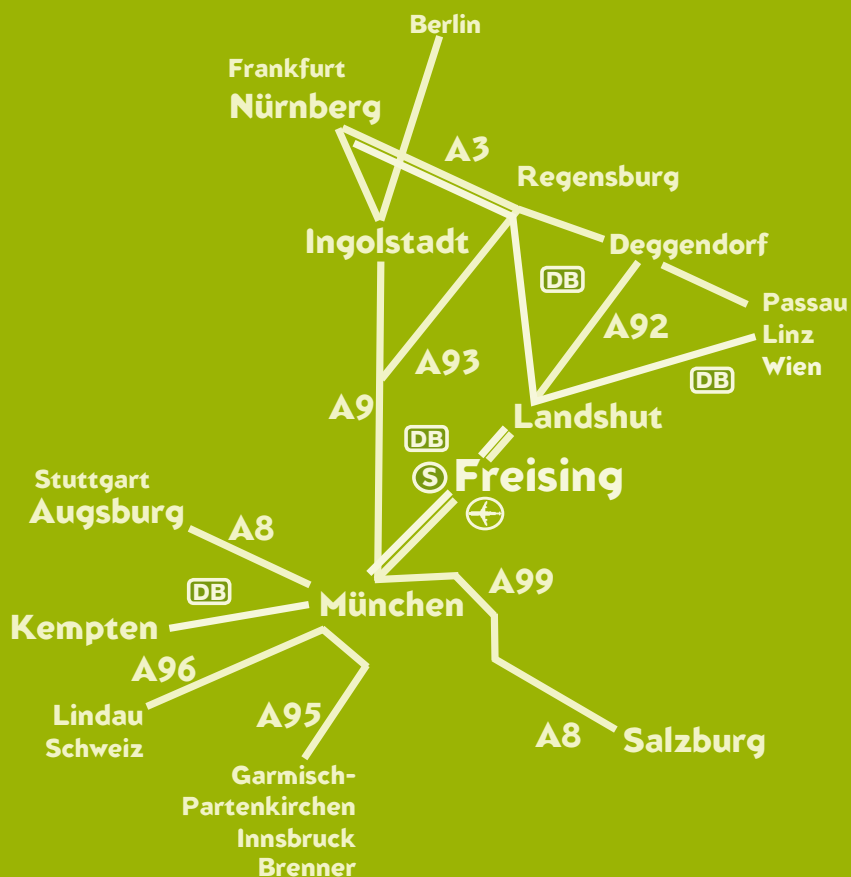 Berlin
Frankfurt
Nürnberg
A3
Regensburg
Ingolstadt
Deggendorf
DB
Passau
Linz
Wien
A92
A93
DB
A9
Landshut
DB
S
Freising
Stuttgart
Augsburg
A8
DB
A99
München
Kempten
A96
A95
Lindau
Schweiz
A8
Salzburg
Garmisch-
Partenkirchen
Innsbruck
Brenner